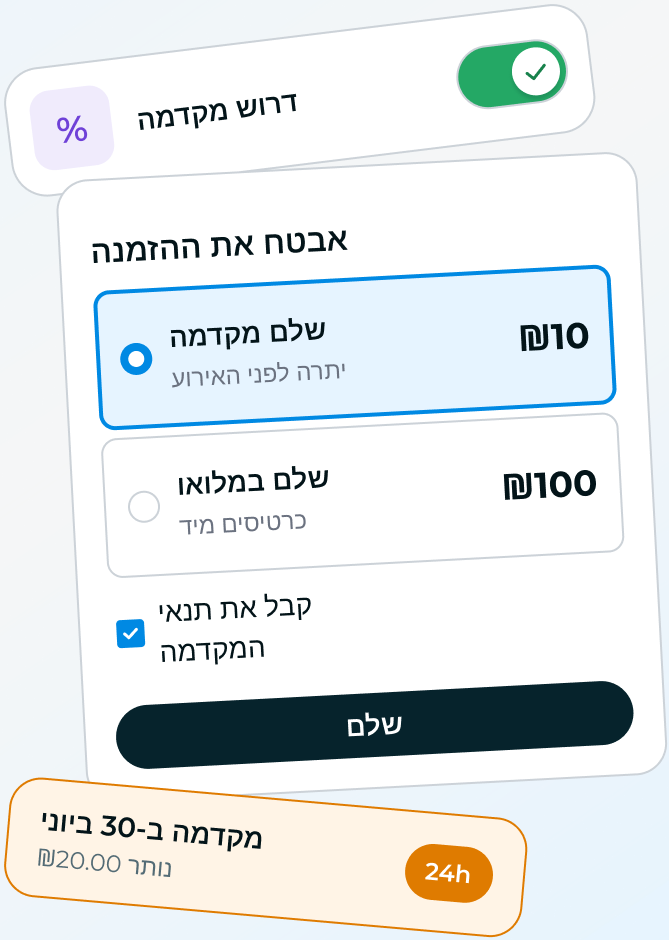 %
דרוש מקדמה
אבטח את ההזמנה
שלם מקדמה
יתרה לפני האירוע
₪10
שלם במלואו
כרטיסים מיד
₪100
קבל את תנאי
המקדמה
שלם
מקדמה ב-30 ביוני
נותר ₪20.00
24h